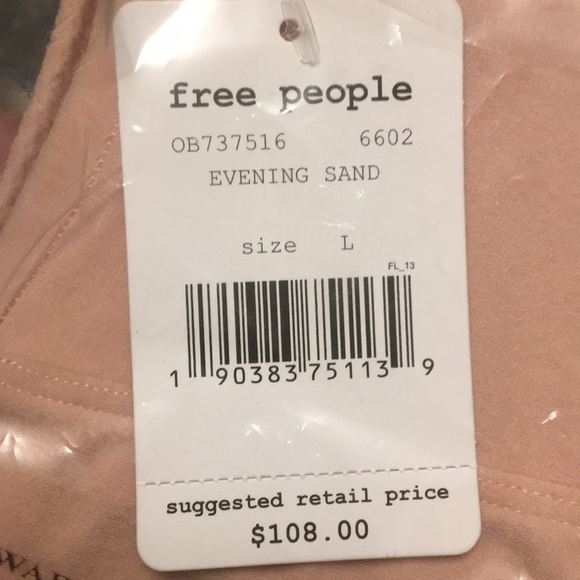 free people
OB737516 6602
EVENING SAND
size L
FL_13
1 90383 75113 9
suggested retail price
$108.00